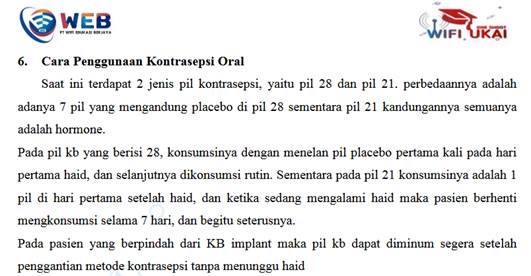 WEB
PT WIFI EDUKASI BERJAYA
WIFI UKAI
6. Cara Penggunaan Kontrasepsi Oral
Saat ini terdapat 2 jenis pil kontrasepsi, yaitu pil 28 dan pil 21. perbedaannya adalah
adanya 7 pil yang mengandung placebo di pil 28 sementara pil 21 kandungannya semuanya
adalah hormone.
Pada pil kb yang berisi 28, konsumsinya dengan menelan pil placebo pertama kali pada hari
pertama haid, dan selanjutnya dikonsumsi rutin. Sementara pada pil 21 konsumsinya adalah 1
pil di hari pertama setelah haid, dan ketika sedang mengalami haid maka pasien berhenti
mengkonsumsi selama 7 hari, dan begitu seterusnya.
Pada pasien yang berpindah dari KB implant maka pil kb dapat diminum segera setelah
penggantian metode kontrasepsi tanpa menunggu haid